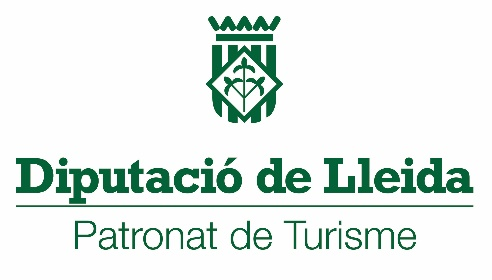 Diputació de Lleida
Patronat de Turisme